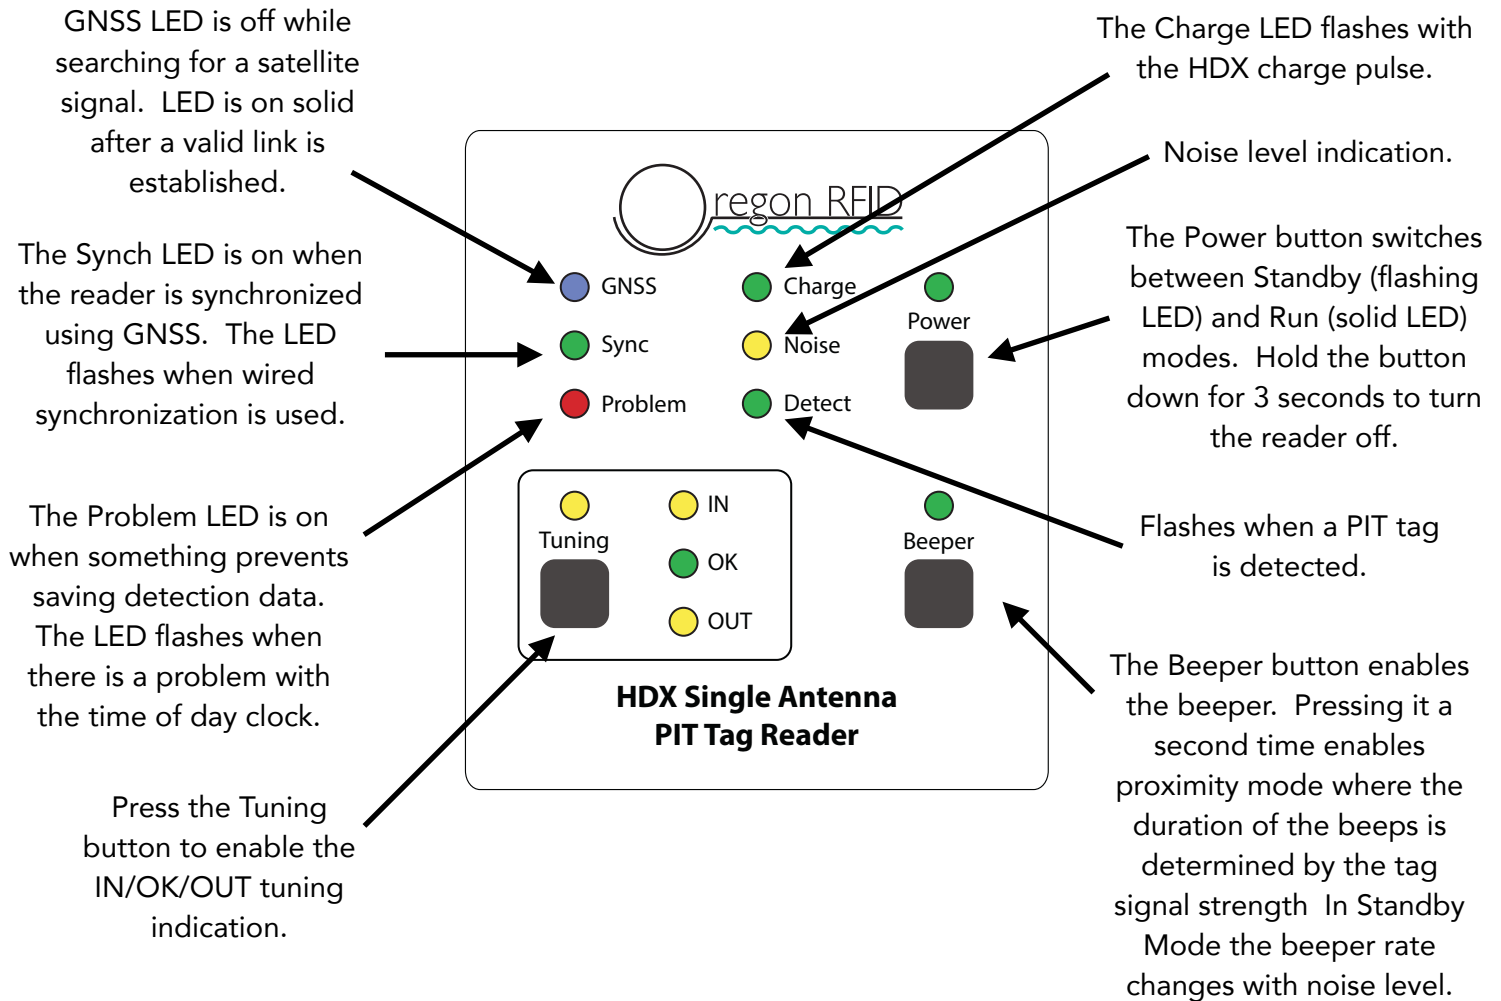 GNSS LED is off while
searching for a satellite
signal.  LED is on solid
after a valid link is
established.
The Synch LED is on when
the reader is synchronized
using GNSS.  The LED
flashes when wired
synchronization is used.
The Problem LED is on
when something prevents
saving detection data.
The LED flashes when
there is a problem with
the time of day clock.
Press the Tuning
button to enable the
IN/OK/OUT tuning
indication.
Oregon RFID
GNSS
Sync
Problem
Charge
Noise
Detect
Power
Tuning
IN
OK
OUT
Beeper
HDX Single Antenna
PIT Tag Reader
The Charge LED flashes with
the HDX charge pulse.
Noise level indication.
The Power button switches
between Standby (flashing
LED) and Run (solid LED)
modes.  Hold the button
down for 3 seconds to turn
the reader off.
Flashes when a PIT tag
is detected.
The Beeper button enables
the beeper.  Pressing it a
second time enables
proximity mode where the
duration of the beeps is
determined by the tag
signal strength  In Standby
Mode the beeper rate
changes with noise level.